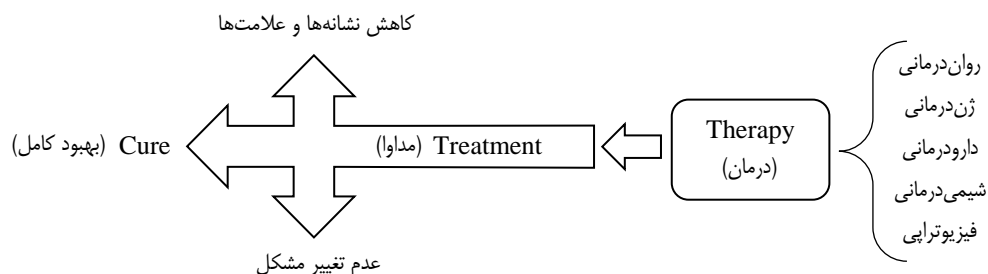 کاهش نشانه‌ها و علامت‌ها
روان‌درمانی
ژن‌درمانی
دارودرمانی
شیمی‌درمانی
فیزیوتراپی
Therapy
(درمان)
Treatment (مداوا)
Cure (بهبود کامل)
عدم تغییر مشکل